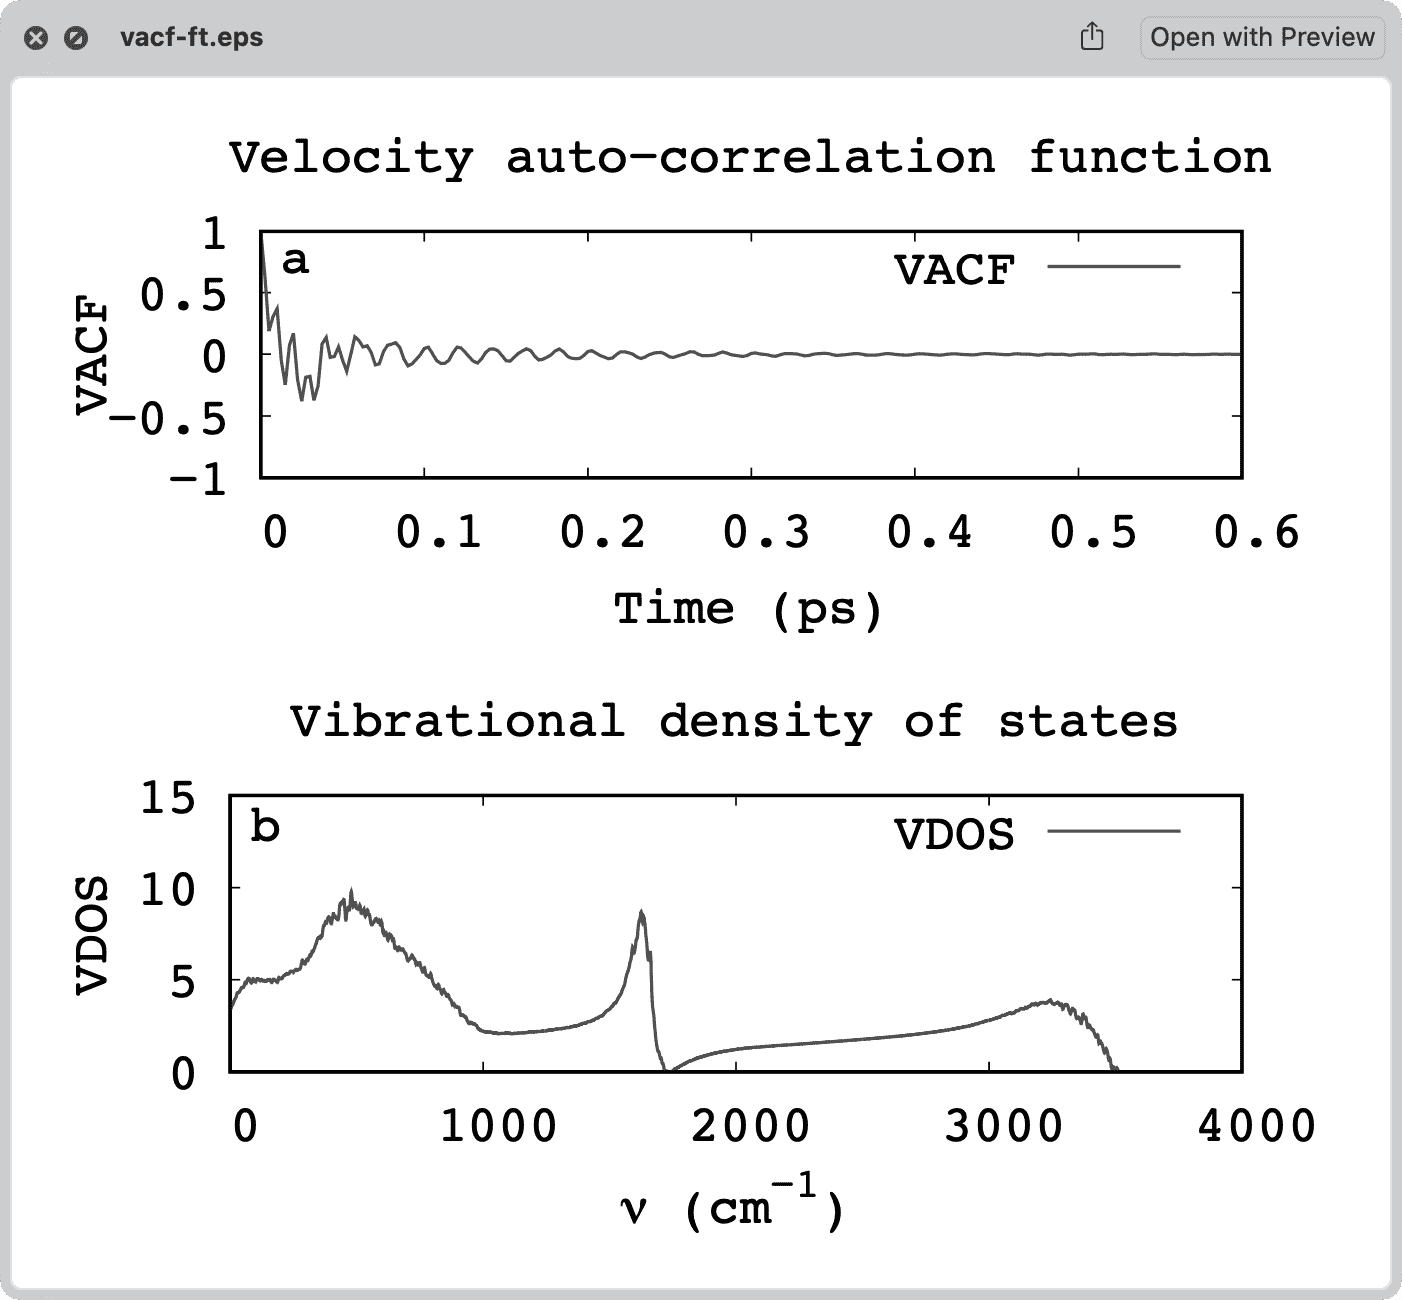 vacf-ft.eps
Open with Preview
Velocity auto-correlation function
a
VACF
1
0.5
0
−0.5
−1
VACF
0 0.1 0.2 0.3 0.4 0.5 0.6
Time (ps)
Vibrational density of states
b
VDOS
15
10
5
0
VDOS
0 1000 2000 3000 4000
ν (cm⁻¹)